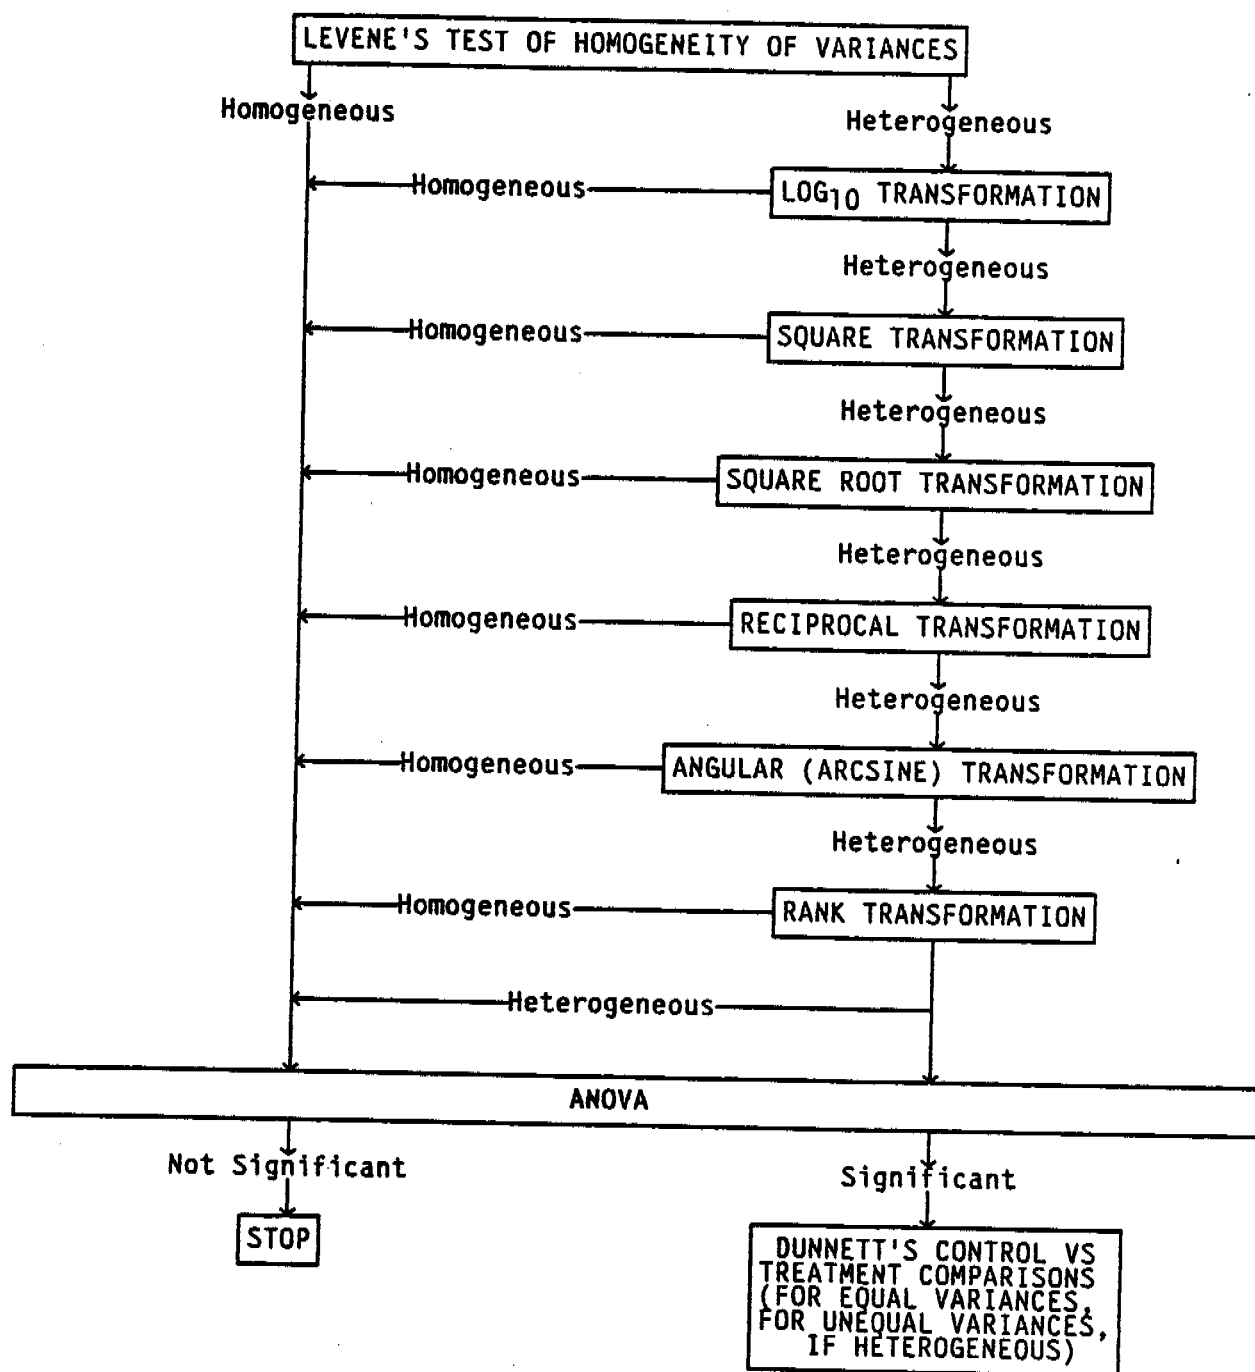 LEVENE'S TEST OF HOMOGENEITY OF VARIANCES
Homogeneous
Heterogeneous
Homogeneous
LOG10 TRANSFORMATION
Heterogeneous
Homogeneous
SQUARE TRANSFORMATION
Heterogeneous
Homogeneous
SQUARE ROOT TRANSFORMATION
Heterogeneous
Homogeneous
RECIPROCAL TRANSFORMATION
Heterogeneous
Homogeneous
ANGULAR (ARCSINE) TRANSFORMATION
Heterogeneous
Homogeneous
RANK TRANSFORMATION
Heterogeneous
ANOVA
Not Significant
Significant
STOP
DUNNETT'S CONTROL VS
TREATMENT COMPARISONS
(FOR EQUAL VARIANCES,
FOR UNEQUAL VARIANCES,
IF HETEROGENEOUS)